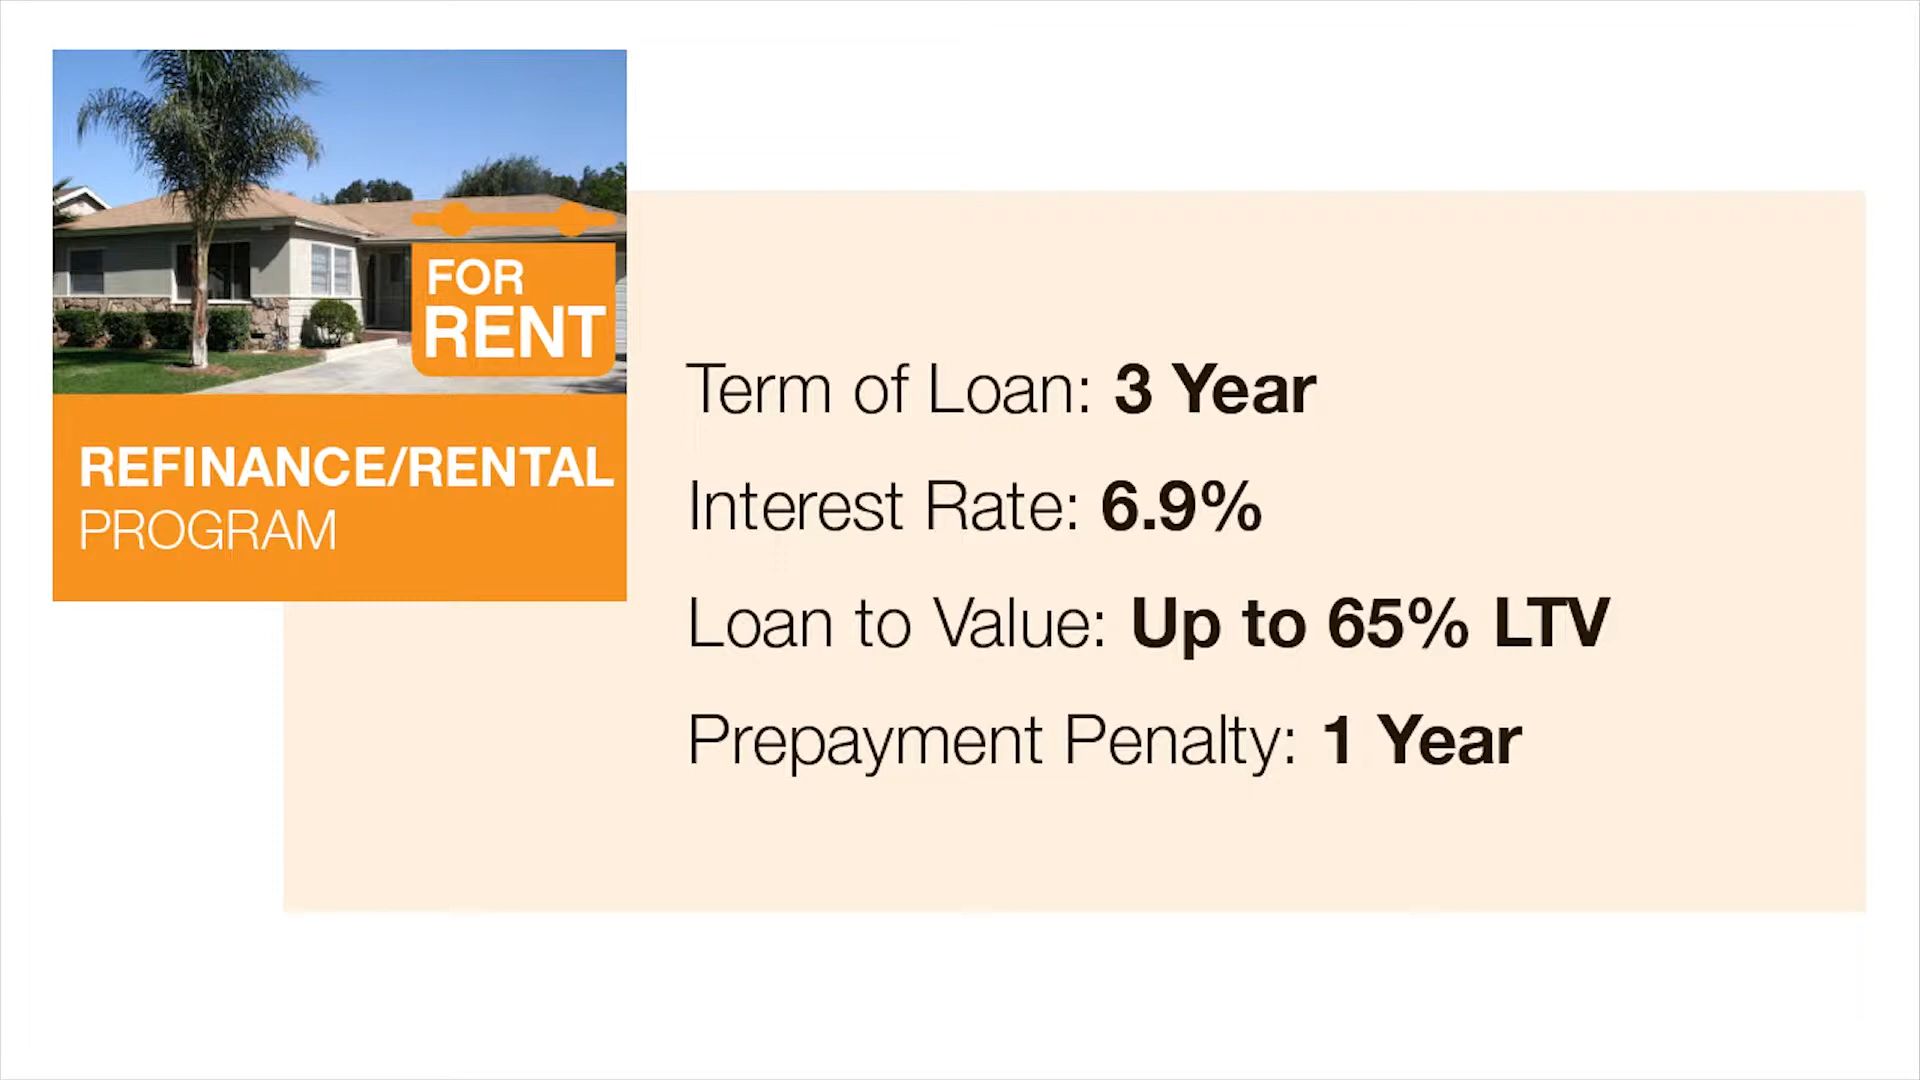 FOR
RENT
REFINANCE/RENTAL
PROGRAM
Term of Loan: 3 Year
Interest Rate: 6.9%
Loan to Value: Up to 65% LTV
Prepayment Penalty: 1 Year